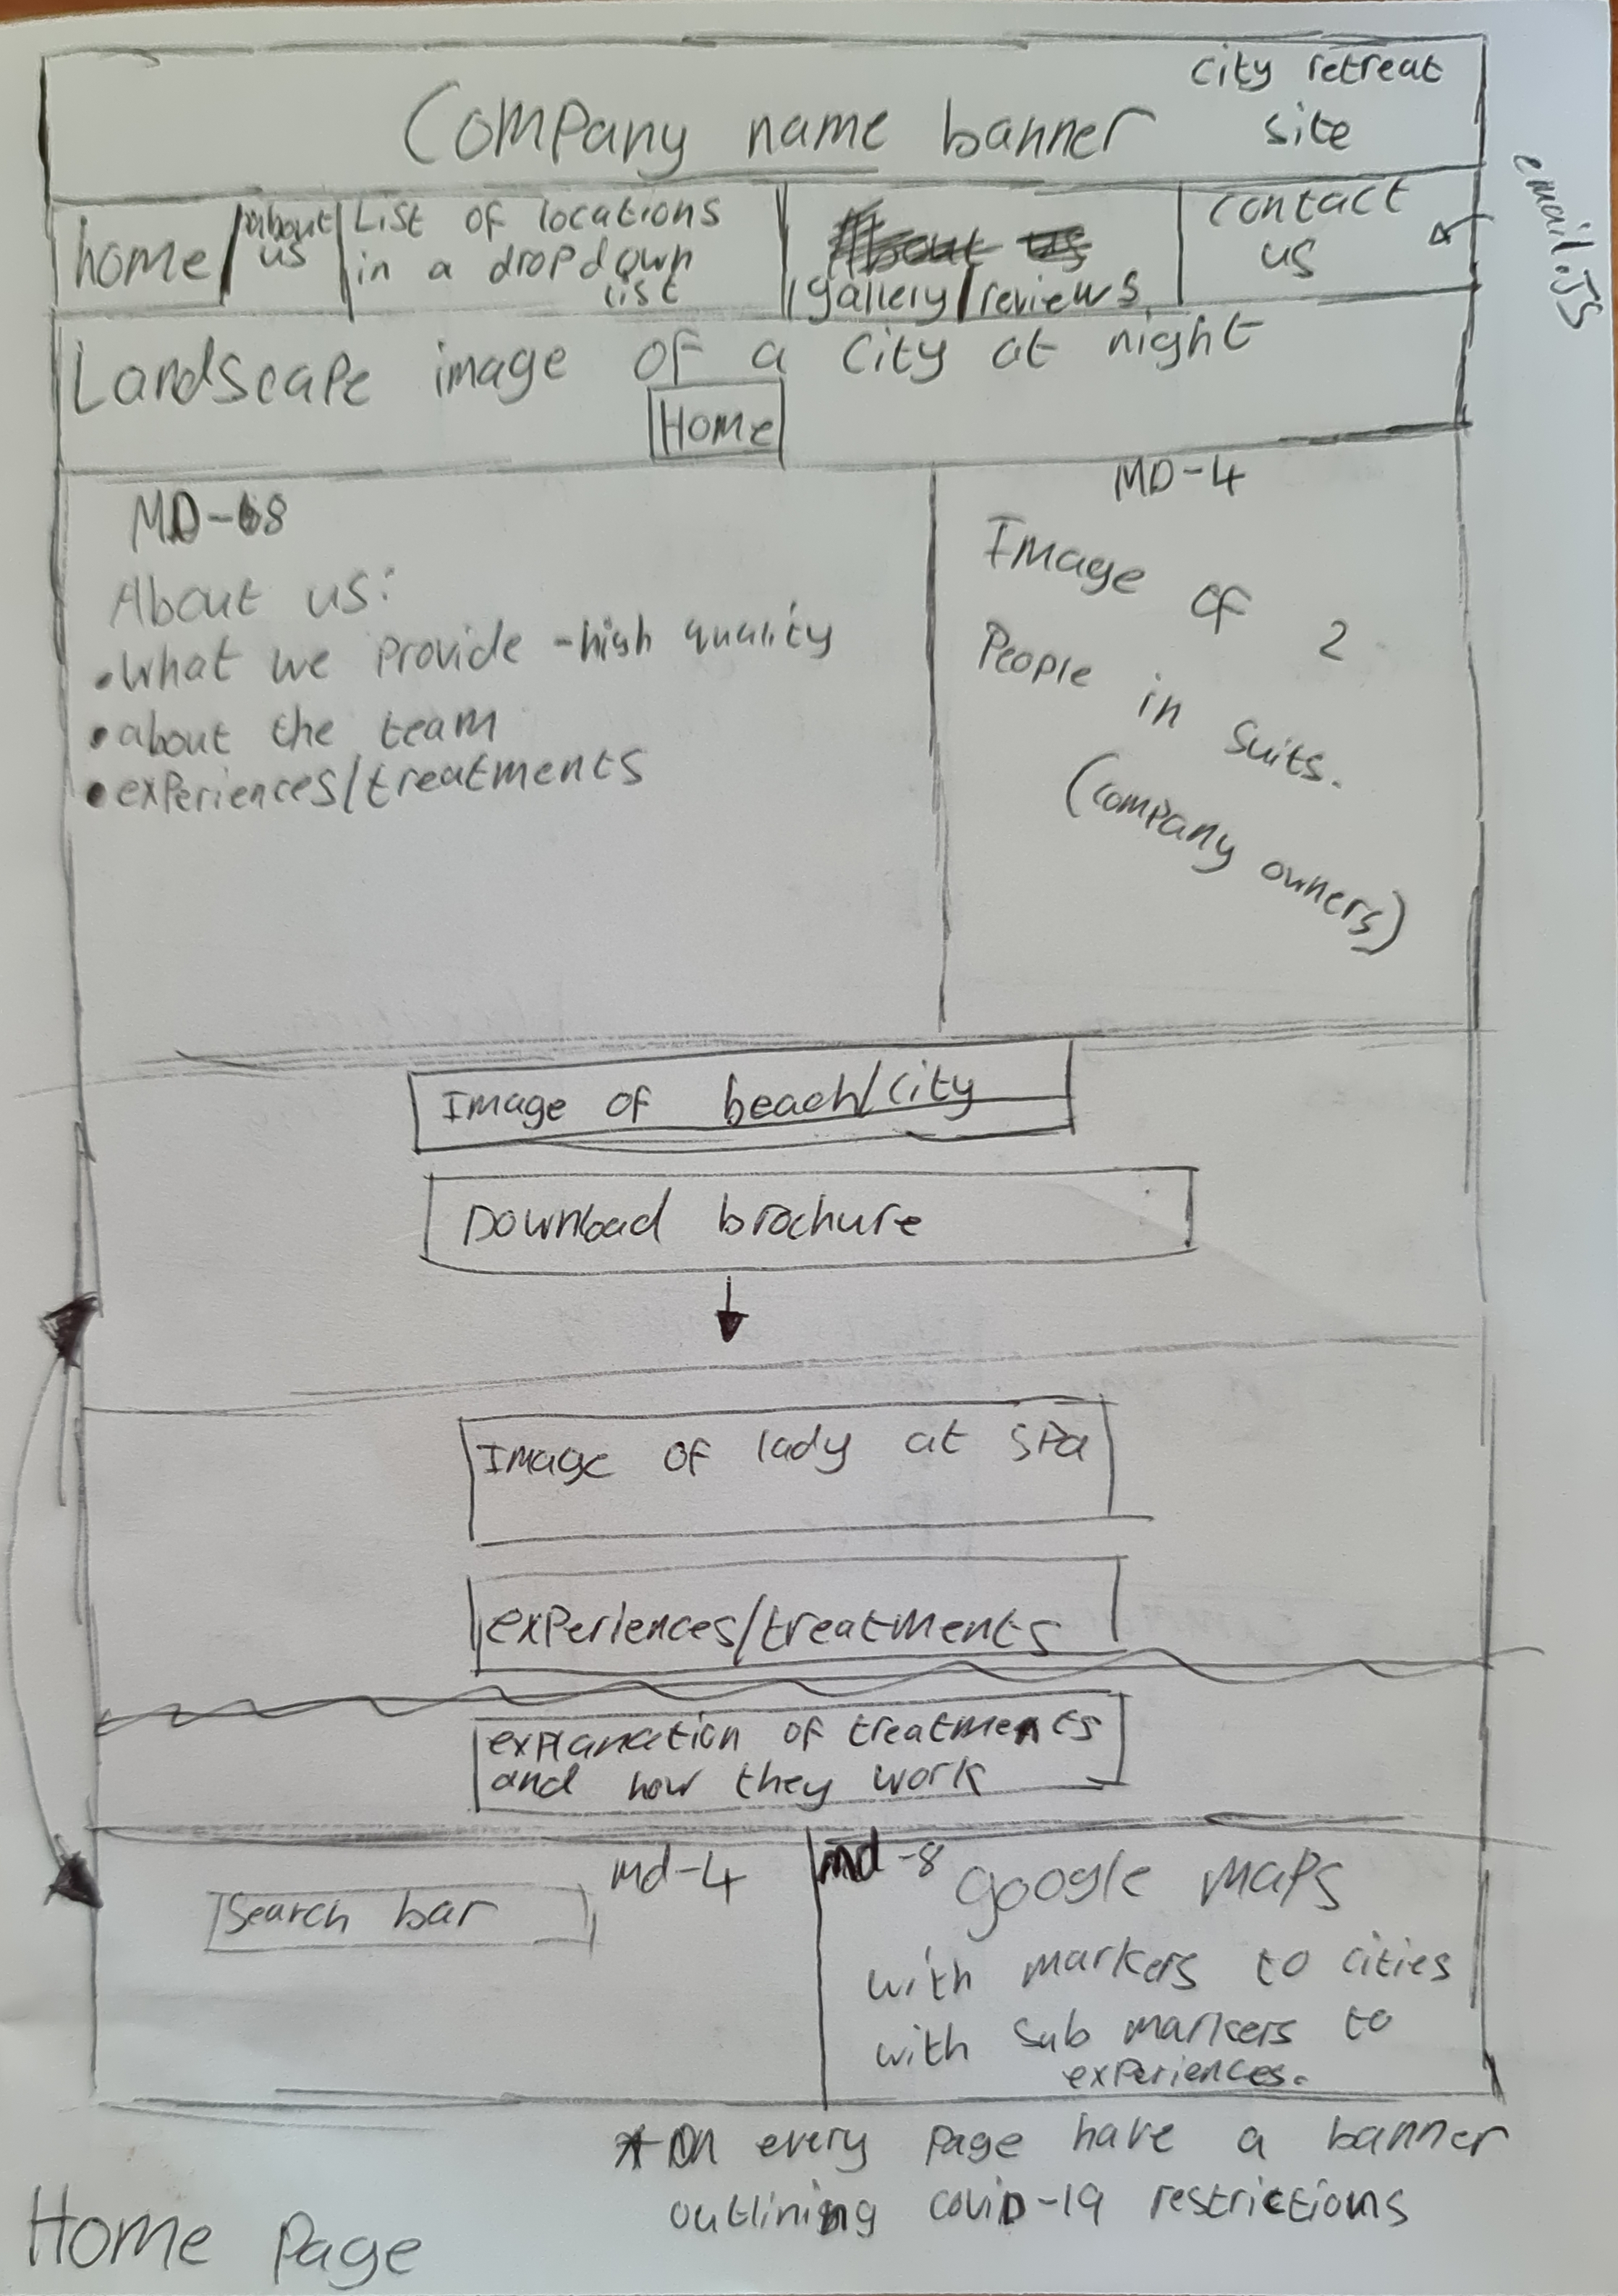 City retreat
Company name banner site
home
about
us
List of locations
in a dropdown
list
About us
gallery/reviews
contact
us
email.JS
Landscape image of a city at night
Home
MD-8
About us:
• What we provide - high quality
• about the team
• experiences/treatments
MD-4
Image of 2
People in suits.
(company owners)
Image of beach/city
Download brochure
Image of lady at spa
experiences/treatments
explanation of treatments
and how they work
md-4
Search bar
md-8 google maps
with markers to cities
with sub markers to
experiences.
* On every page have a banner
outlining covid-19 restrictions
Home Page